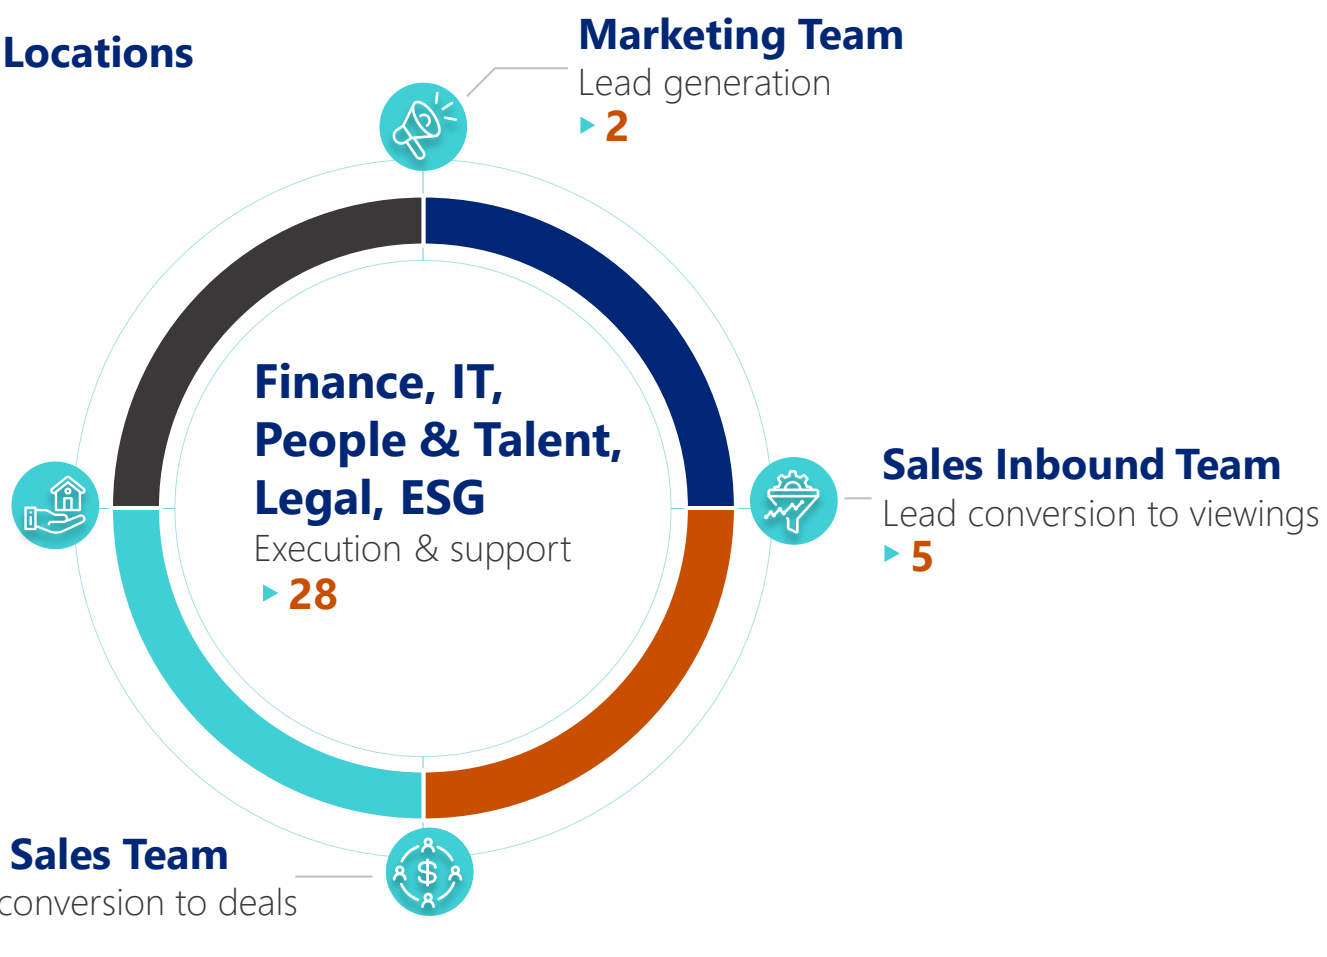 Locations
Marketing Team
Lead generation
2
Finance, IT,
People & Talent,
Legal, ESG
Execution & support
28
Sales Inbound Team
Lead conversion to viewings
5
Sales Team
conversion to deals
$